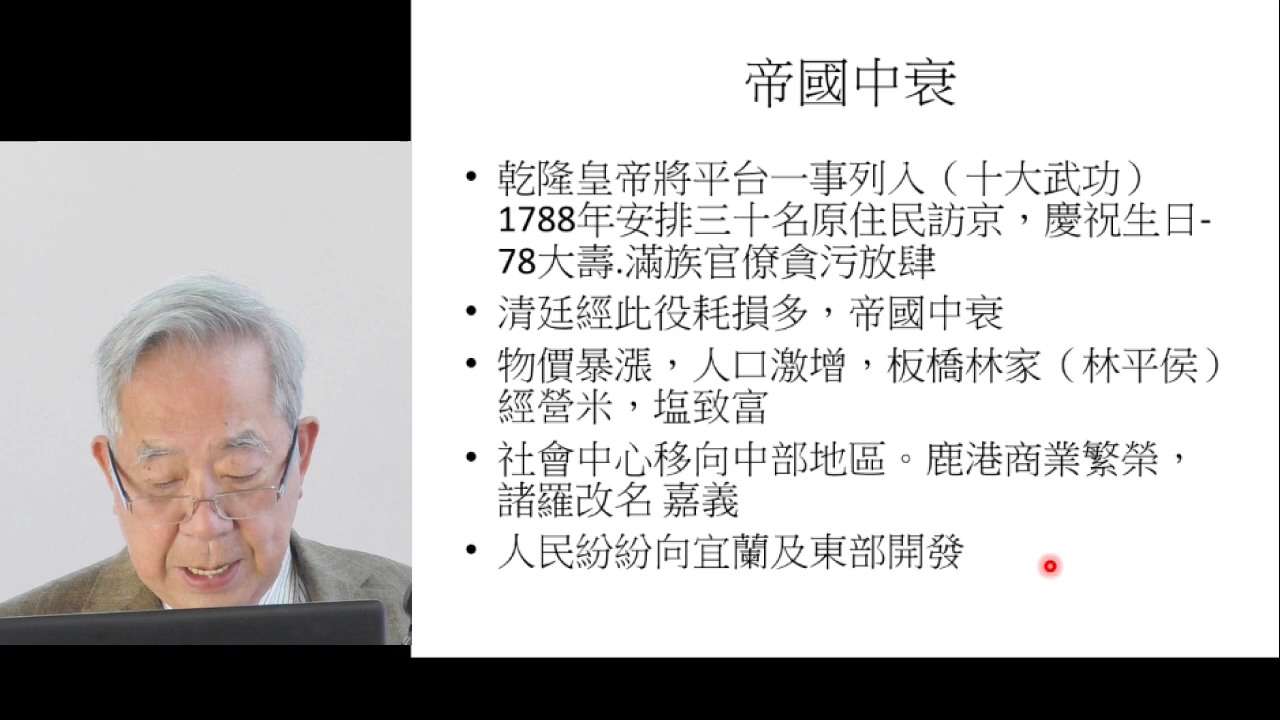 帝國中衰
• 乾隆皇帝將平台一事列入（十大武功）
1788年安排三十名原住民訪京，慶祝生日-
78大壽.滿族官僚貪污放肆
• 清廷經此役耗損多，帝國中衰
• 物價暴漲，人口激增，板橋林家（林平侯）
經營米，塩致富
• 社會中心移向中部地區。鹿港商業繁榮，
諸羅改名 嘉義
• 人民紛紛向宜蘭及東部開發